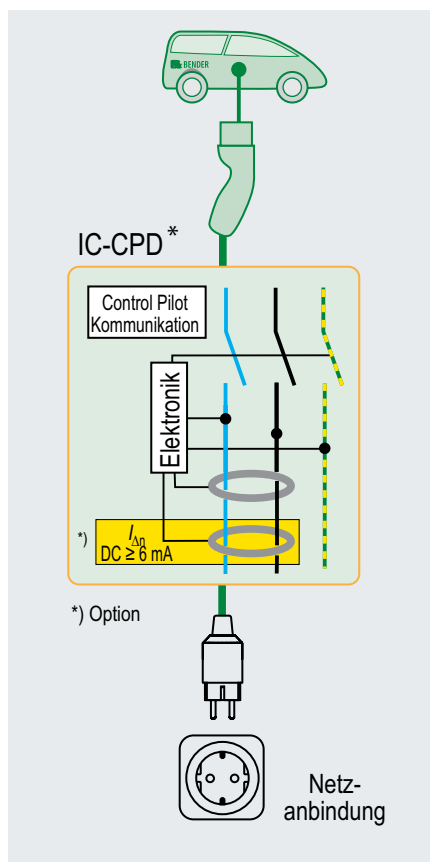 BENDER
IC-CPD*
Control Pilot
Kommunikation
Elektronik
*)
IΔn
DC ≥ 6 mA
*) Option
Netz-
anbindung